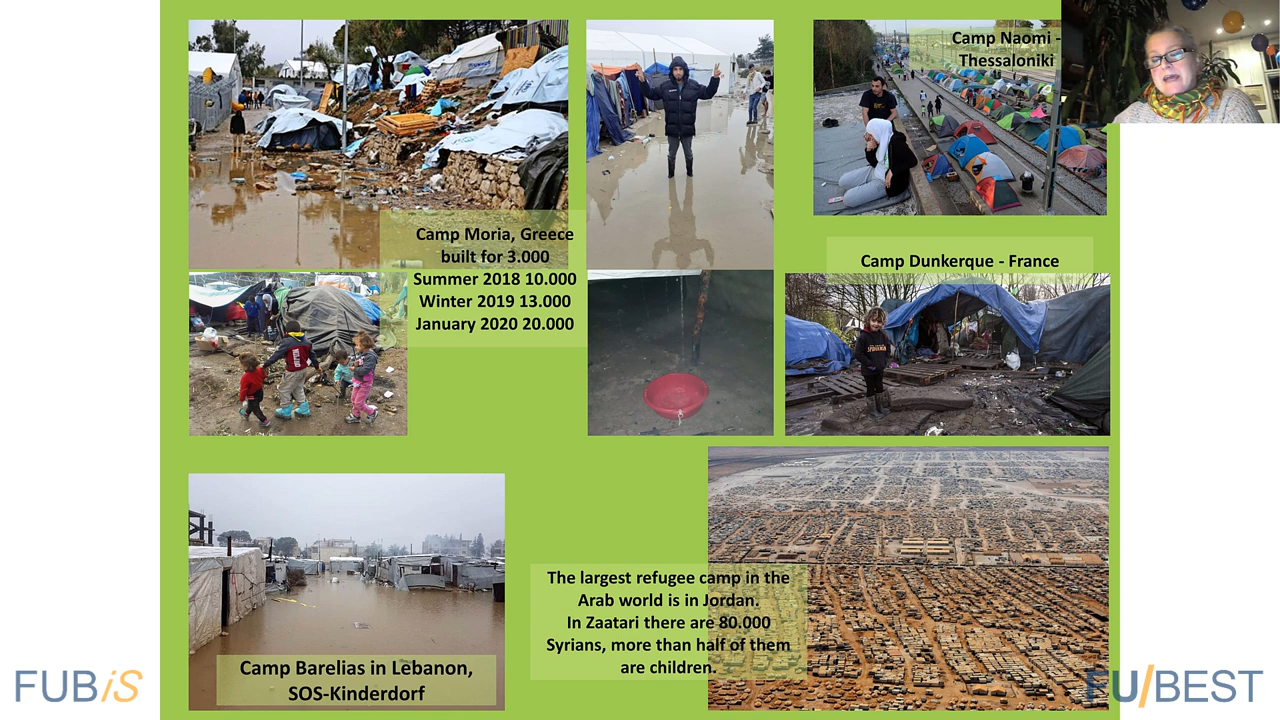 Camp Naomi -
Thessaloniki
Camp Moria, Greece
built for 3.000
Summer 2018 10.000
Winter 2019 13.000
January 2020 20.000
Camp Dunkerque - France
The largest refugee camp in the
Arab world is in Jordan.
In Zaatari there are 80.000
Syrians, more than half of them
are children.
Camp Barelias in Lebanon,
SOS-Kinderdorf
FUBiS
FU/BEST